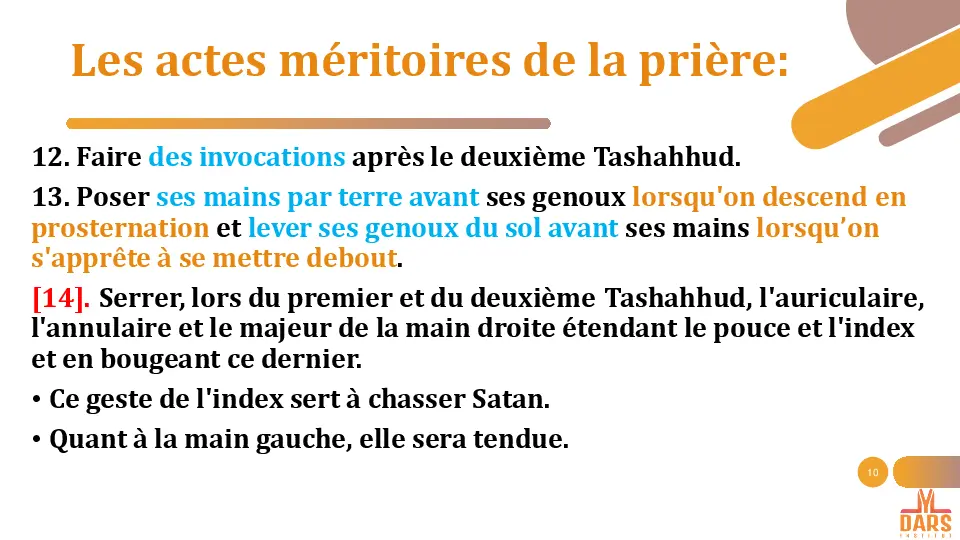 Les actes méritoires de la prière:
12. Faire des invocations après le deuxième Tashahhud.
13. Poser ses mains par terre avant ses genoux lorsqu'on descend en
prosternation et lever ses genoux du sol avant ses mains lorsqu’on
s'apprête à se mettre debout.
[14]. Serrer, lors du premier et du deuxième Tashahhud, l'auriculaire,
l'annulaire et le majeur de la main droite étendant le pouce et l'index
et en bougeant ce dernier.
• Ce geste de l'index sert à chasser Satan.
• Quant à la main gauche, elle sera tendue.
10
DARS
INSTITUT